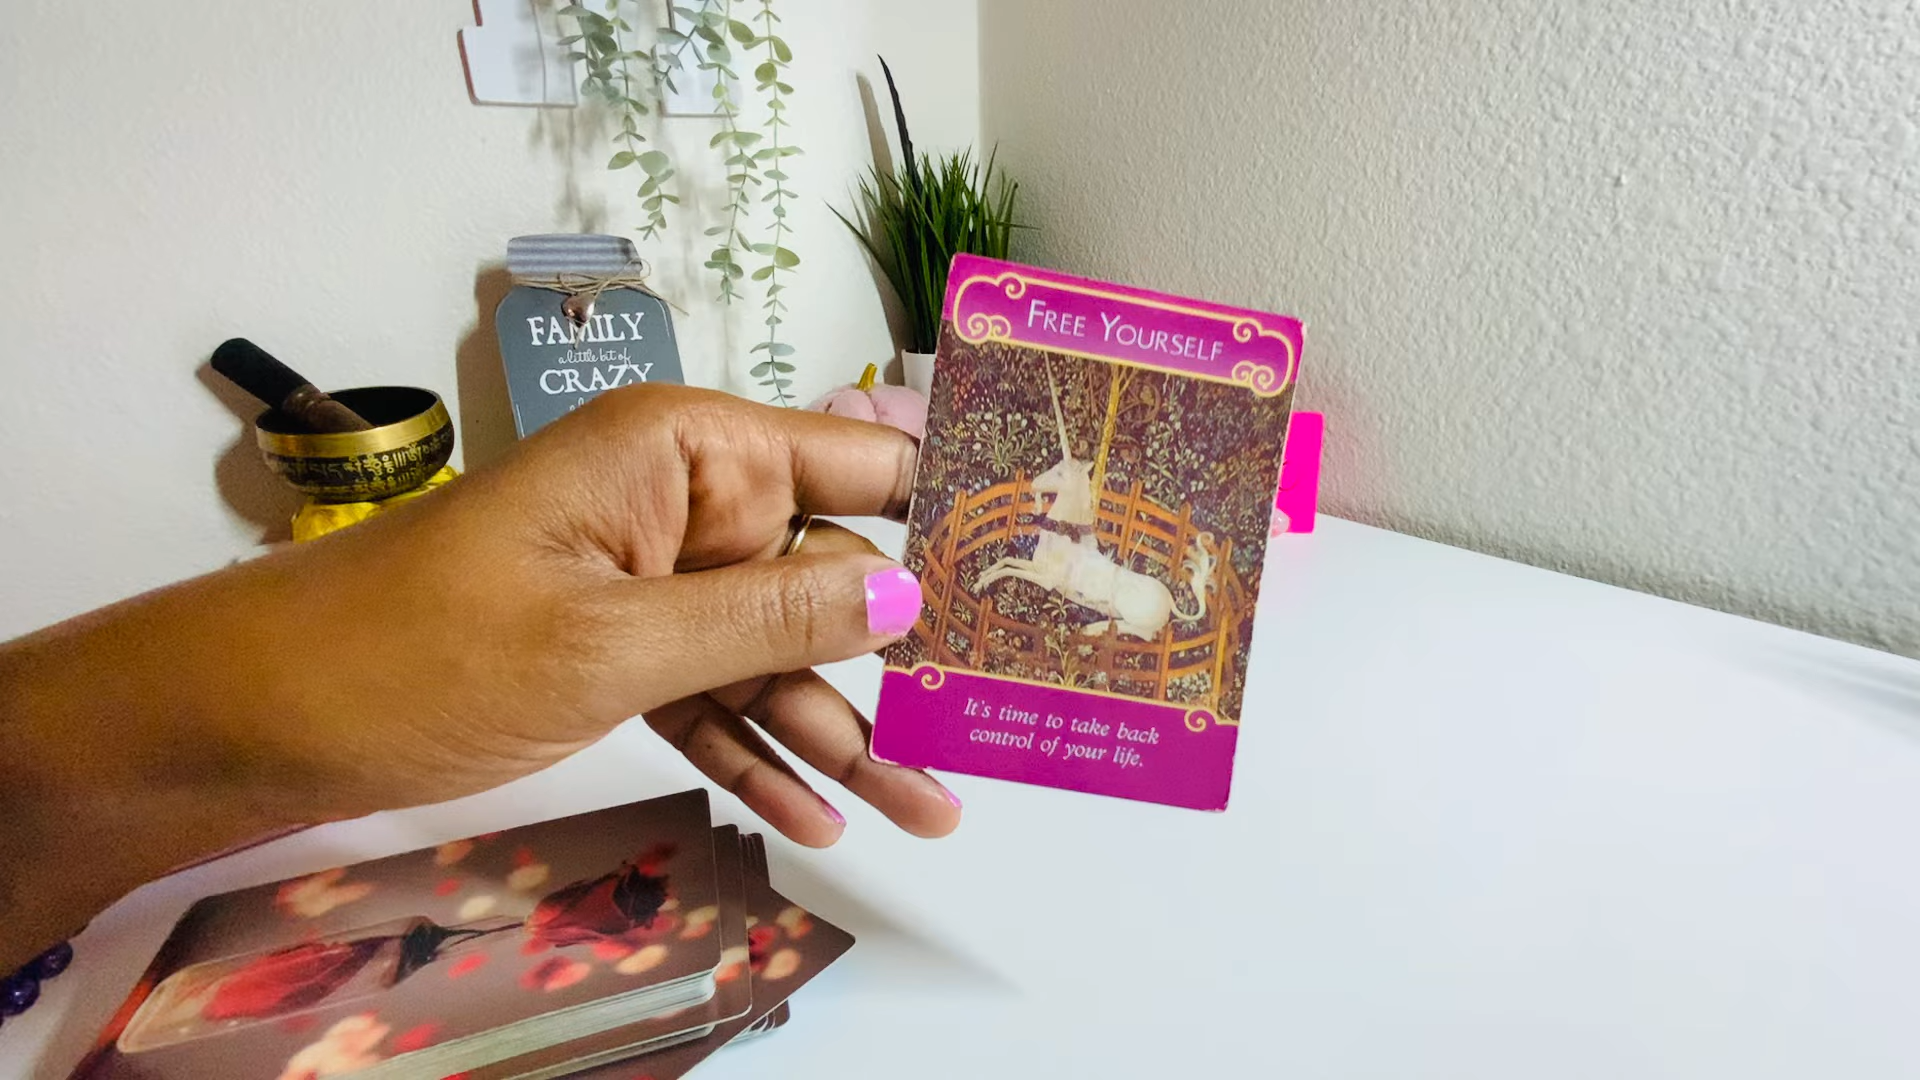 FAMILY
a little bit of
CRAZY
FREE YOURSELF
It's time to take back
control of your life.